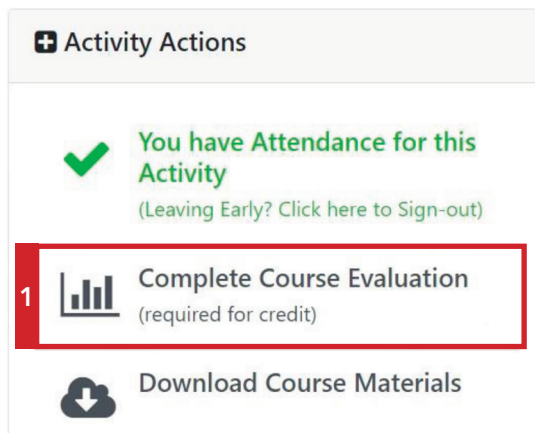 Activity Actions
You have Attendance for this
Activity
(Leaving Early? Click here to Sign-out)
1
Complete Course Evaluation
(required for credit)
Download Course Materials